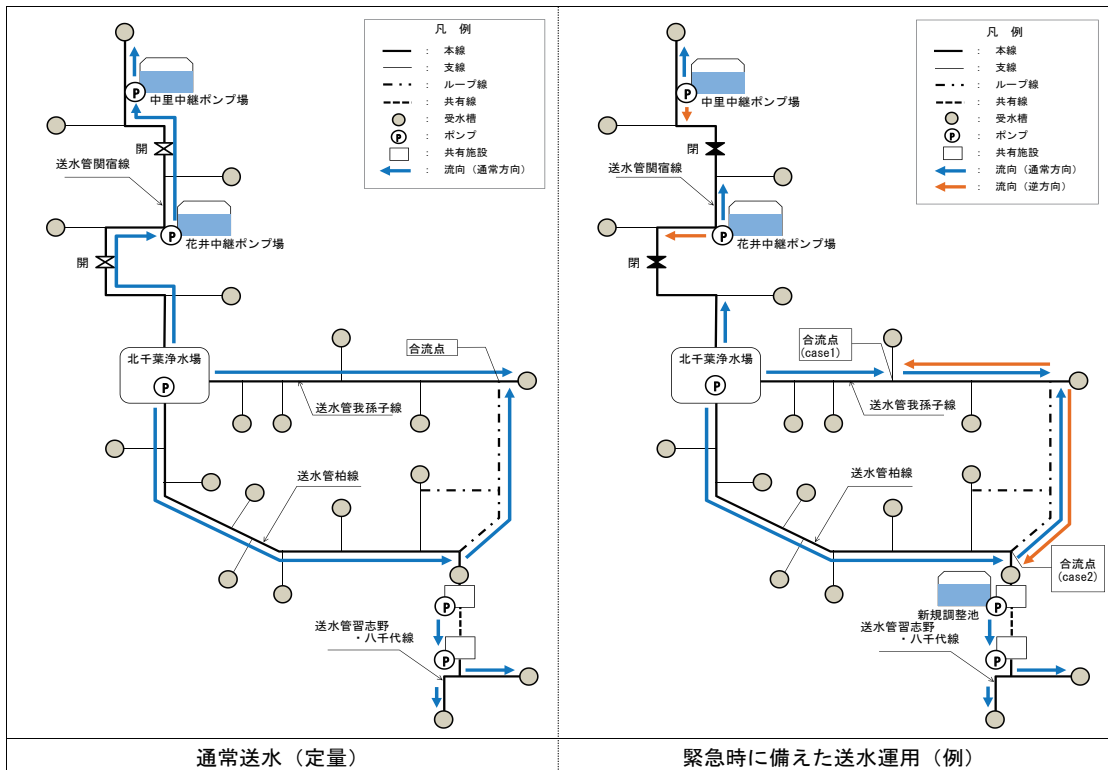 凡 例
： 本線
： 支線
： ループ線
： 共有線
： 受水槽
P ： ポンプ
： 共有施設
： 流向（通常方向）
P
中里中継ポンプ場
開
送水管関宿線
P
花井中継ポンプ場
開
北千葉浄水場
P
合流点
送水管我孫子線
送水管柏線
P
送水管習志野
・八千代線
P
通常送水（定量）
凡 例
： 本線
： 支線
： ループ線
： 共有線
： 受水槽
P ： ポンプ
： 共有施設
： 流向（通常方向）
： 流向（逆方向）
P
中里中継ポンプ場
閉
送水管関宿線
P
花井中継ポンプ場
閉
北千葉浄水場
P
合流点
(case1)
送水管我孫子線
送水管柏線
合流点
(case2)
P
新規調整池
送水管習志野
・八千代線
P
緊急時に備えた送水運用（例）